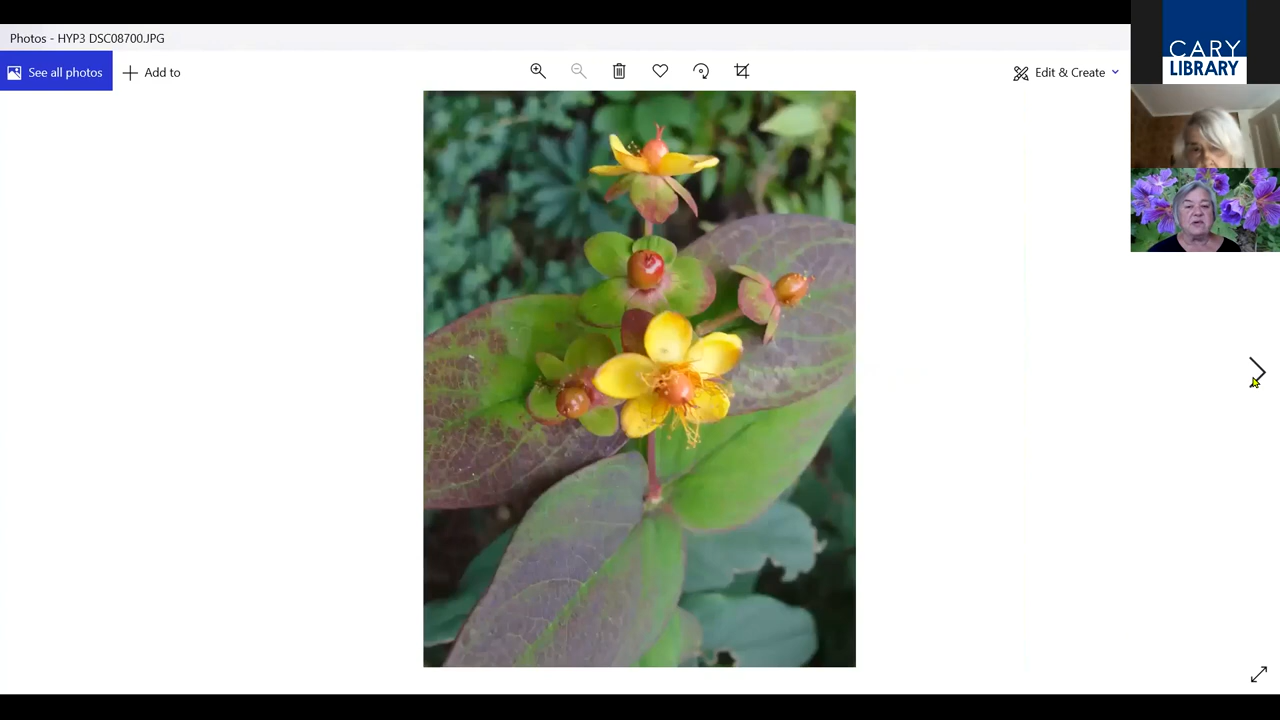 Photos - HYP3 DSC08700.JPG
See all photos
Add to
Edit & Create
CARY
LIBRARY